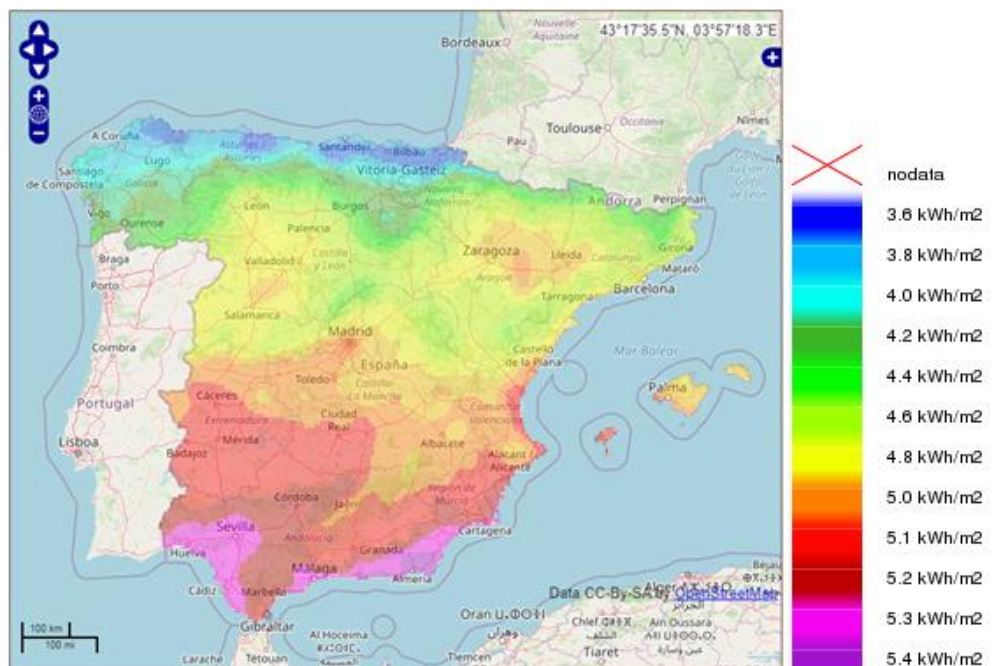 43°17'35.5"N, 03°57'18.3"E
Nouvelle-
Aquitaine
Bordeaux
Toulouse
Occitanie
Nîmes
Pau
A Coruña
Lugo
Santiago
de Compostela
Galicia
Asturias
Santander
Bilbao
Vitoria-Gasteiz
Golfe
du Lion
Andorra
Perpignan
Vigo
Ourense
León
Burgos
Navarra
Palencia
Girona
Braga
Porto
Valladolid
Castilla
y León
Zaragoza
Lleida
Catalunya
Aragón
Mataró
Barcelona
Tarragona
Salamanca
Madrid
Coimbra
España
Castelló
de la Plana
Mar Balear
Toledo
Castilla-
La Mancha
Palma
Cáceres
Portugal
Extremadura
Ciudad
Real
Comunitat
Valenciana
Lisboa
Mérida
Albacete
Badajoz
Alacant /
Alicante
Córdoba
Jaén
Región de
Murcia
Sevilla
Andalucía
Cartagena
Huelva
Granada
Málaga
Almería
Cádiz
Marbella
Data CC-By-SA by OpenStreetMap
Gibraltar
Al Hoceima
Tlemcen
Chlef
Ain Oussara
Tiaret
Larache
Tétouan
100 km
100 mi
nodata
3.6 kWh/m2
3.8 kWh/m2
4.0 kWh/m2
4.2 kWh/m2
4.4 kWh/m2
4.6 kWh/m2
4.8 kWh/m2
5.0 kWh/m2
5.1 kWh/m2
5.2 kWh/m2
5.3 kWh/m2
5.4 kWh/m2